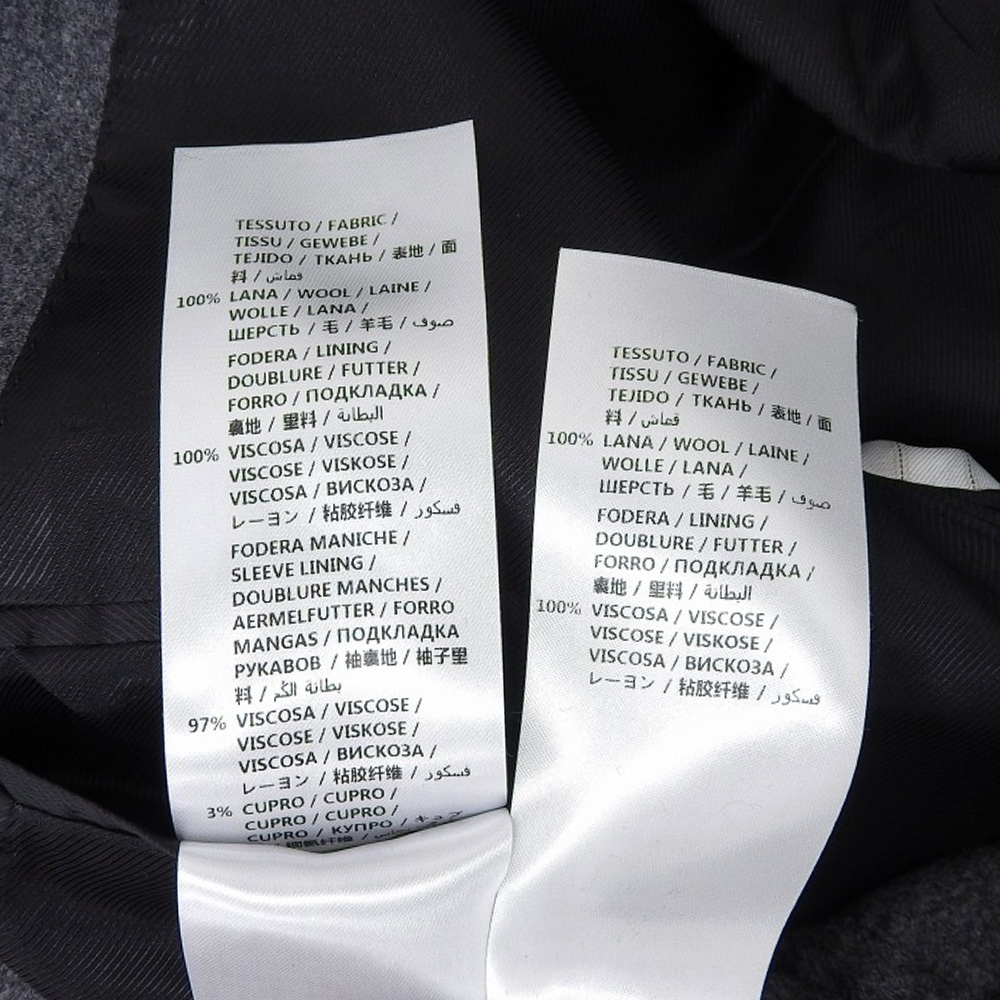 TESSUTO / FABRIC /
TISSU / GEWEBE /
TEJIDO / ТКАНЬ / 表地 / 面
料 / قماش
100% LANA / WOOL / LAINE /
WOLLE / LANA /
ШЕРСТЬ / 毛 / 羊毛 / صوف
FODERA / LINING /
DOUBLURE / FUTTER /
FORRO / ПОДКЛАДКА /
裏地 / 里料 / البطانة
100% VISCOSA / VISCOSE /
VISCOSE / VISKOSE /
VISCOSA / ВИСКОЗА /
レーヨン / 粘胶纤维 / فسكوز
FODERA MANICHE /
SLEEVE LINING /
DOUBLURE MANCHES /
AERMELFUTTER / FORRO
MANGAS / ПОДКЛАДКА
РУКАВОВ / 袖裏地 / 袖子里
料 / بطانة الكُم
97% VISCOSA / VISCOSE /
VISCOSE / VISKOSE /
VISCOSA / ВИСКОЗА /
レーヨン / 粘胶纤维 / فسكوز
3% CUPRO / CUPRO /
CUPRO / CUPRO /
CUPRO / КУПРО / キュプ
TESSUTO / FABRIC /
TISSU / GEWEBE /
TEJIDO / ТКАНЬ / 表地 / 面
料 / قماش
100% LANA / WOOL / LAINE /
WOLLE / LANA /
ШЕРСТЬ / 毛 / 羊毛 / صوف
FODERA / LINING /
DOUBLURE / FUTTER /
FORRO / ПОДКЛАДКА /
裏地 / 里料 / البطانة
100% VISCOSA / VISCOSE /
VISCOSE / VISKOSE /
VISCOSA / ВИСКОЗА /
レーヨン / 粘胶纤维 / فسكوز